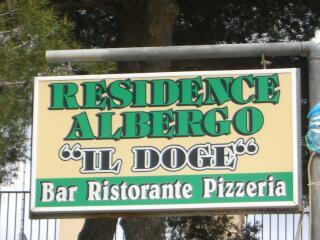 RESIDENCE
ALBERGO
"IL DOGE"
Bar Ristorante Pizzeria